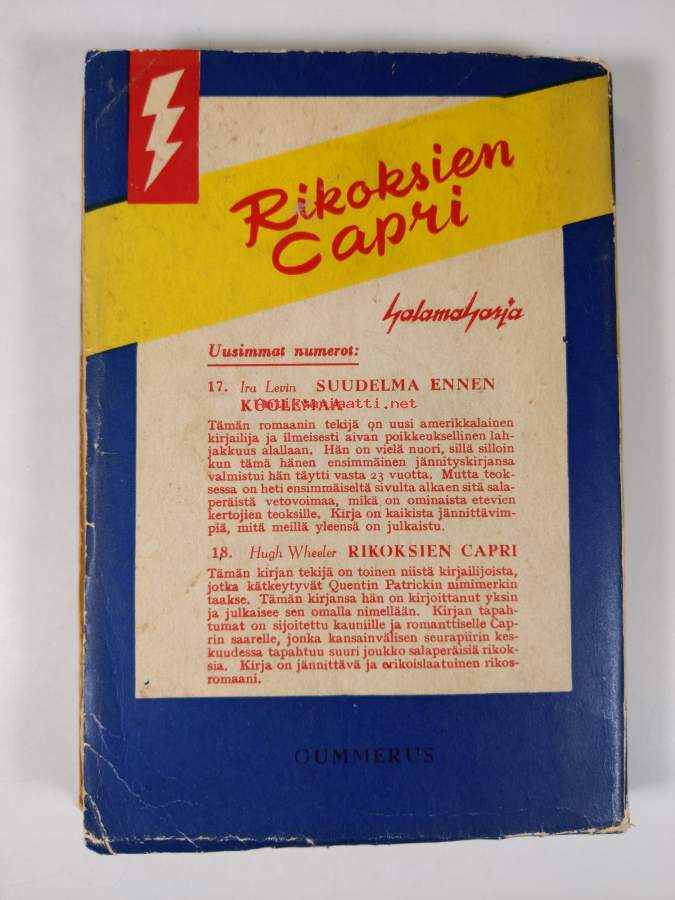 Rikoksien
Capri
Salamasarja
Uusimmat numerot:
17. Ira Levin SUUDELMA ENNEN
KUOLEMAA
antikvariaatti.net
Tämän romaanin tekijä on uusi amerikkalainen
kirjailija ja ilmeisesti aivan poikkeuksellinen lah-
jakkuus alallaan. Hän on vielä nuori, sillä silloin
kun tämä hänen ensimmäinen jännityskirjansa
valmistui hän täytti vasta 23 vuotta. Mutta teok-
sessa on heti ensimmäiseltä sivulta alkaen sitä sala-
peräistä vetovoimaa, mikä on ominaista etevien
kertojien teoksille. Kirja on kaikista jännittävim-
piä, mitä meillä yleensä on julkaistu.
18. Hugh Wheeler RIKOKSIEN CAPRI
Tämän kirjan tekijä on toinen niistä kirjailijoista,
jotka kätkeytyvät Quentin Patrickin nimimerkin
taakse. Tämän kirjansa hän on kirjoittanut yksin
ja julkaisee sen omalla nimellään. Kirjan tapah-
tumat on sijoitettu kauniille ja romanttiselle Cap-
rin saarelle, jonka kansainvälisen seurapiirin kes-
kuudessa tapahtuu suuri joukko salaperäisiä rikok-
sia. Kirja on jännittävä ja erikoislaatuinen rikos-
romaani.
GUMMERUS